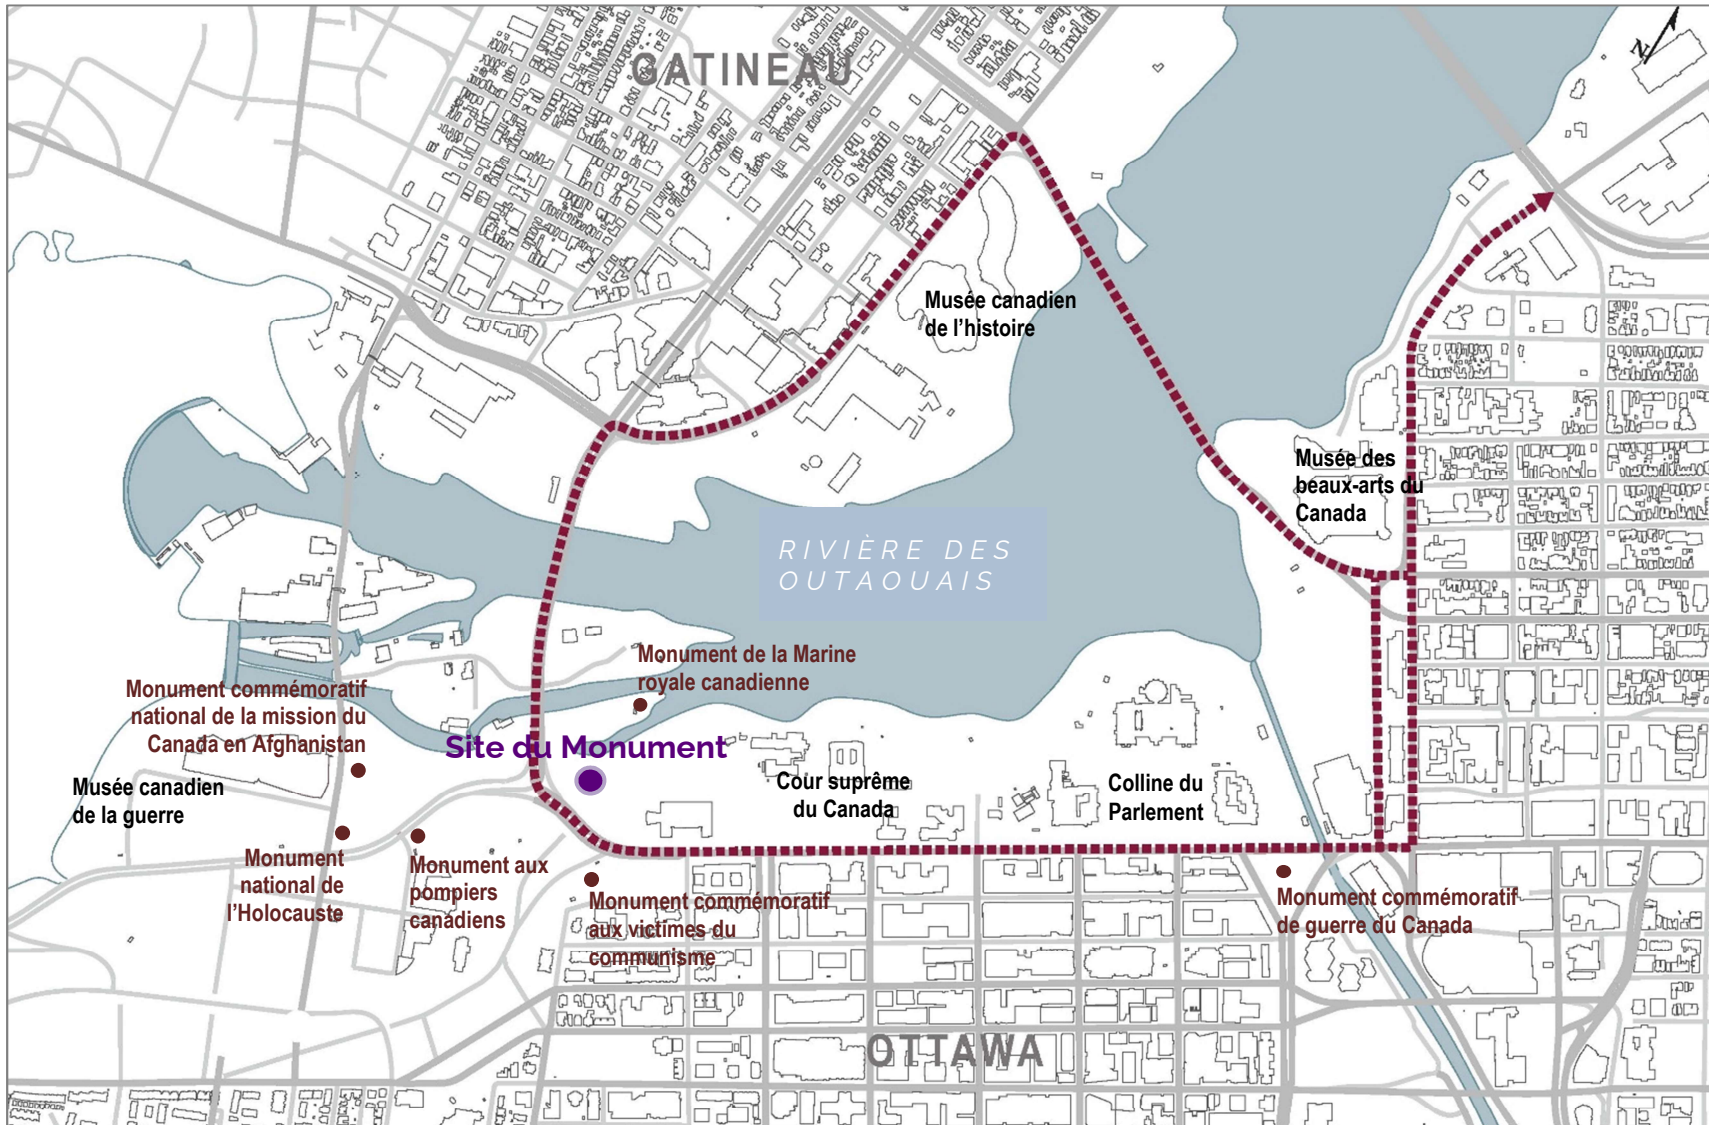 GATINEAU
N
Musée canadien
de l'histoire
Musée des
beaux-arts du
Canada
RIVIÈRE DES
OUTAOUAIS
Monument de la Marine
royale canadienne
Monument commémoratif
national de la mission du
Canada en Afghanistan
Site du Monument
Musée canadien
de la guerre
Cour suprême
du Canada
Colline du
Parlement
Monument
national de
l'Holocauste
Monument aux
pompiers
canadiens
Monument commémoratif
aux victimes du
communisme
Monument commémoratif
de guerre du Canada
OTTAWA